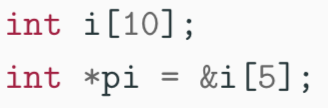 int i[10];
int *pi = &i[5];